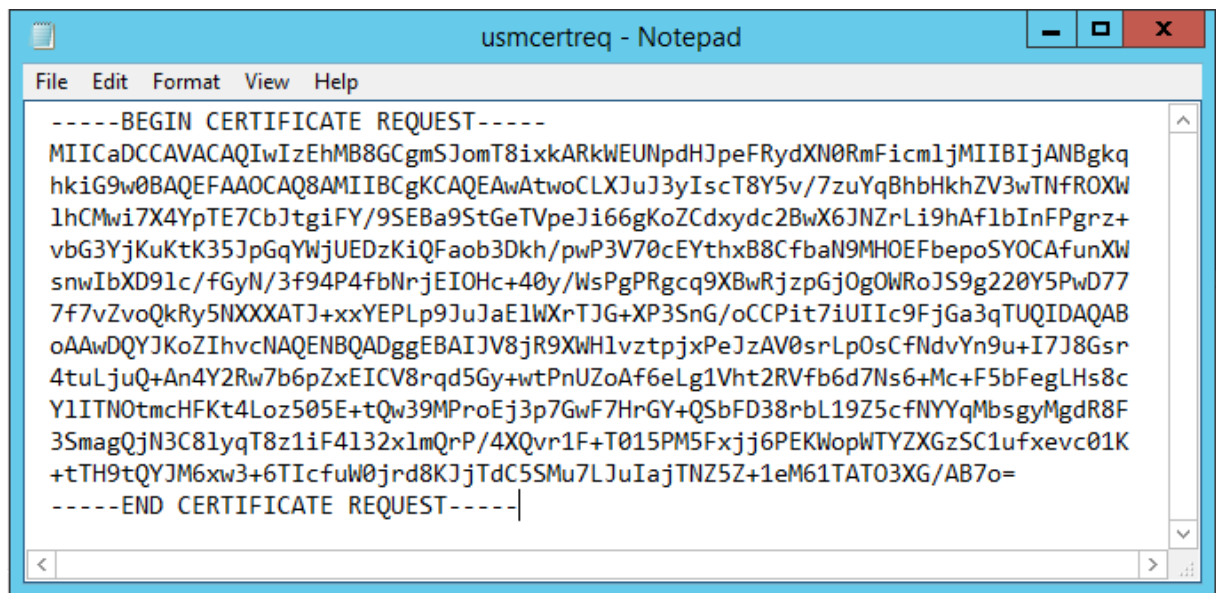 usmcertreq - Notepad
File Edit Format View Help
-----BEGIN CERTIFICATE REQUEST-----
MIICaDCCAVACAQIwIzEhMB8GCgmSJomT8ixkARkWEUNpdHJpeFRydXN0RmFicmljMIIBIjANBgkq
hkiG9w0BAQEFAAOCAQ8AMIIBCgKCAQEAwAtwoCLXJuJ3yIscT8Y5v/7zuYqBhbHkhZV3wTNfROXW
lhCMwi7X4YpTE7CbJtgiFY/9SEBa9StGeTVpeJi66gKoZCdxydc2BwX6JNZrLi9hAflbInFPgrz+
vbG3YjKuKtK35JpGqYWjUEDzKiQFaob3Dkh/pwP3V70cEYthxB8CfbaN9MHOEFbepoSYOCAfunXW
snwIbXD9lc/fGyN/3f94P4fbNrjEIOHc+40y/WsPgPRgcq9XBwRjzpGjOgOWRoJS9g220Y5PwD77
7f7vZvoQkRy5NXXXATJ+xxYEPLp9JuJaElWXrTJG+XP3SnG/oCCPit7iUIIc9FjGa3qTUQIDAQAB
oAAwDQYJKoZIhvcNAQENBQADggEBAIJV8jR9XWHlvztpjxPeJzAV0srLpOsCfNdvYn9u+I7J8Gsr
4tuLjuQ+An4Y2Rw7b6pZxEICV8rqd5Gy+wtPnUZoAf6eLg1Vht2RVfb6d7Ns6+Mc+F5bFegLHs8c
YlITNOtmcHFKt4Loz505E+tQw39MProEj3p7GwF7HrGY+QSbFD38rbL19Z5cfNYYqMbsgyMgdR8F
3SmagQjN3C8lyqT8z1iF4l32xlmQrP/4XQvr1F+T015PM5Fxjj6PEKWopWTYZXGzSC1ufxevc01K
+tTH9tQYJM6xw3+6TIcfuW0jrd8KJjTdC5SMu7LJuIajTNZ5Z+1eM61TATO3XG/AB7o=
-----END CERTIFICATE REQUEST-----